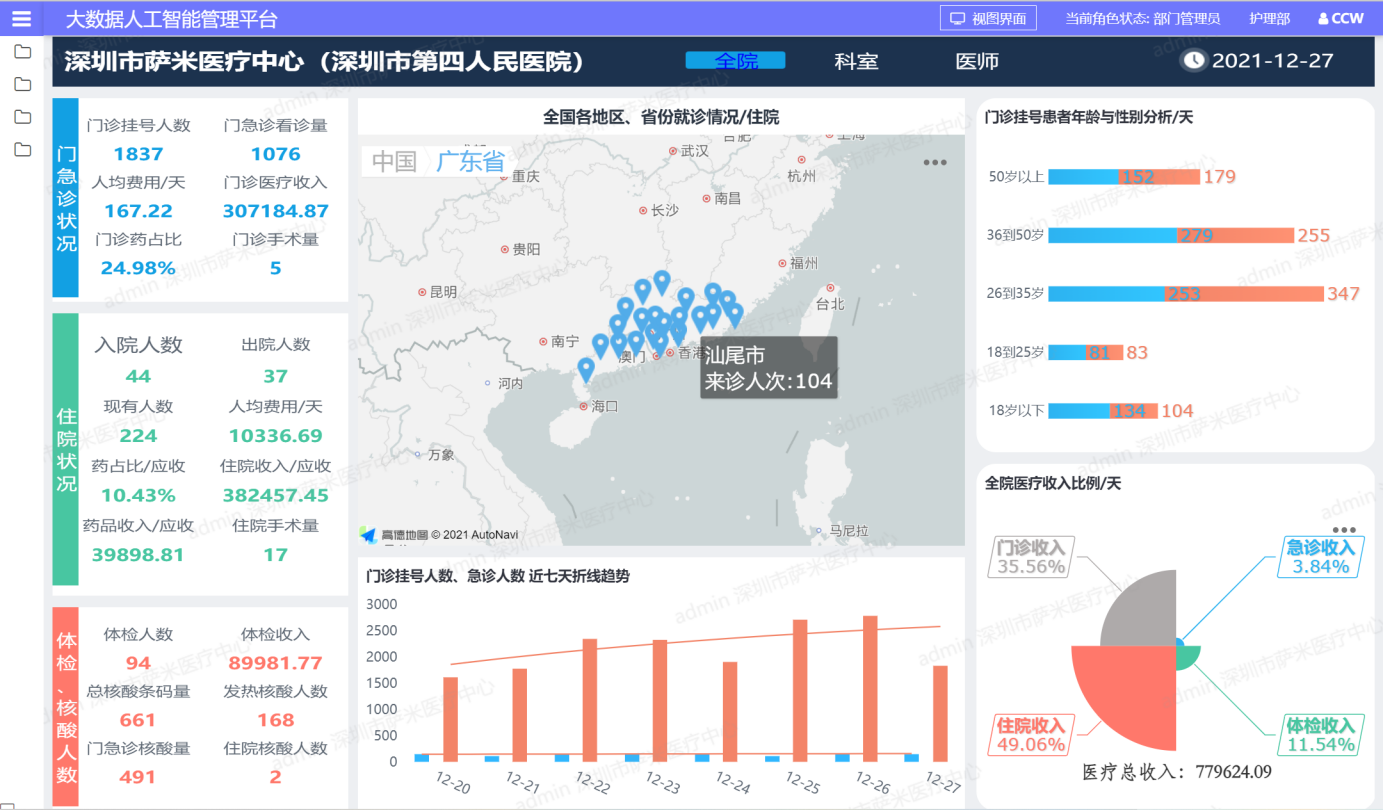 大数据人工智能管理平台
视图界面
当前角色状态: 部门管理员
护理部
CCW
深圳市萨米医疗中心（深圳市第四人民医院）
全院
科室
医师
2021-12-27
门急诊状况
门诊挂号人数 门急诊看诊量
1837 1076
人均费用/天 门诊医疗收入
167.22 307184.87
门诊药占比 门诊手术量
24.98% 5
住院状况
入院人数 出院人数
44 37
现有人数 人均费用/天
224 10336.69
药占比/应收 住院收入/应收
10.43% 382457.45
药品收入/应收 住院手术量
39898.81 17
体检、核酸人数
体检人数 体检收入
94 89981.77
总核酸条码量 发热核酸人数
661 168
门急诊核酸量 住院核酸人数
491 2
全国各地区、省份就诊情况/住院
中国 广东省
合肥
上海
武汉
重庆
杭州
南昌
长沙
贵阳
福州
昆明
台北
南宁
澳门
香港
汕尾市
来诊人次:104
河内
海口
万象
马尼拉
高德地图 © 2021 AutoNavi
门诊挂号人数、急诊人数 近七天折线趋势
3000
2500
2000
1500
1000
500
0
12-20 12-21 12-22 12-23 12-24 12-25 12-26 12-27
门诊挂号患者年龄与性别分析/天
50岁以上 152 179
36到50岁 279 255
26到35岁 253 347
18到25岁 81 83
18岁以下 134 104
全院医疗收入比例/天
门诊收入
35.56%
急诊收入
3.84%
住院收入
49.06%
体检收入
11.54%
医疗总收入：779624.09
admin 深圳市萨米医疗中心